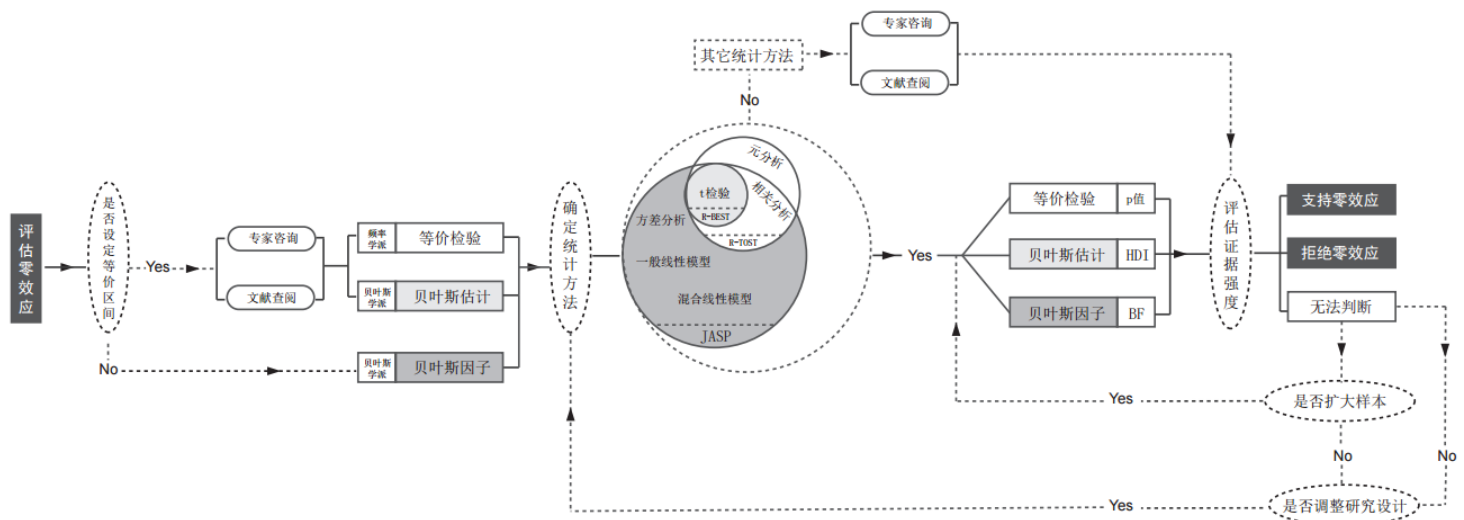 评估零效应
是否设定等价区间
Yes
No
专家咨询
文献查阅
频率学派
等价检验
贝叶斯学派
贝叶斯估计
贝叶斯学派
贝叶斯因子
确定统计方法
其它统计方法
专家咨询
文献查阅
No
元分析
相关分析
t检验
R-BEST
R-TOST
方差分析
一般线性模型
混合线性模型
JASP
Yes
等价检验
p值
贝叶斯估计
HDI
贝叶斯因子
BF
评估证据强度
支持零效应
拒绝零效应
无法判断
是否扩大样本
Yes
No
No
是否调整研究设计
Yes